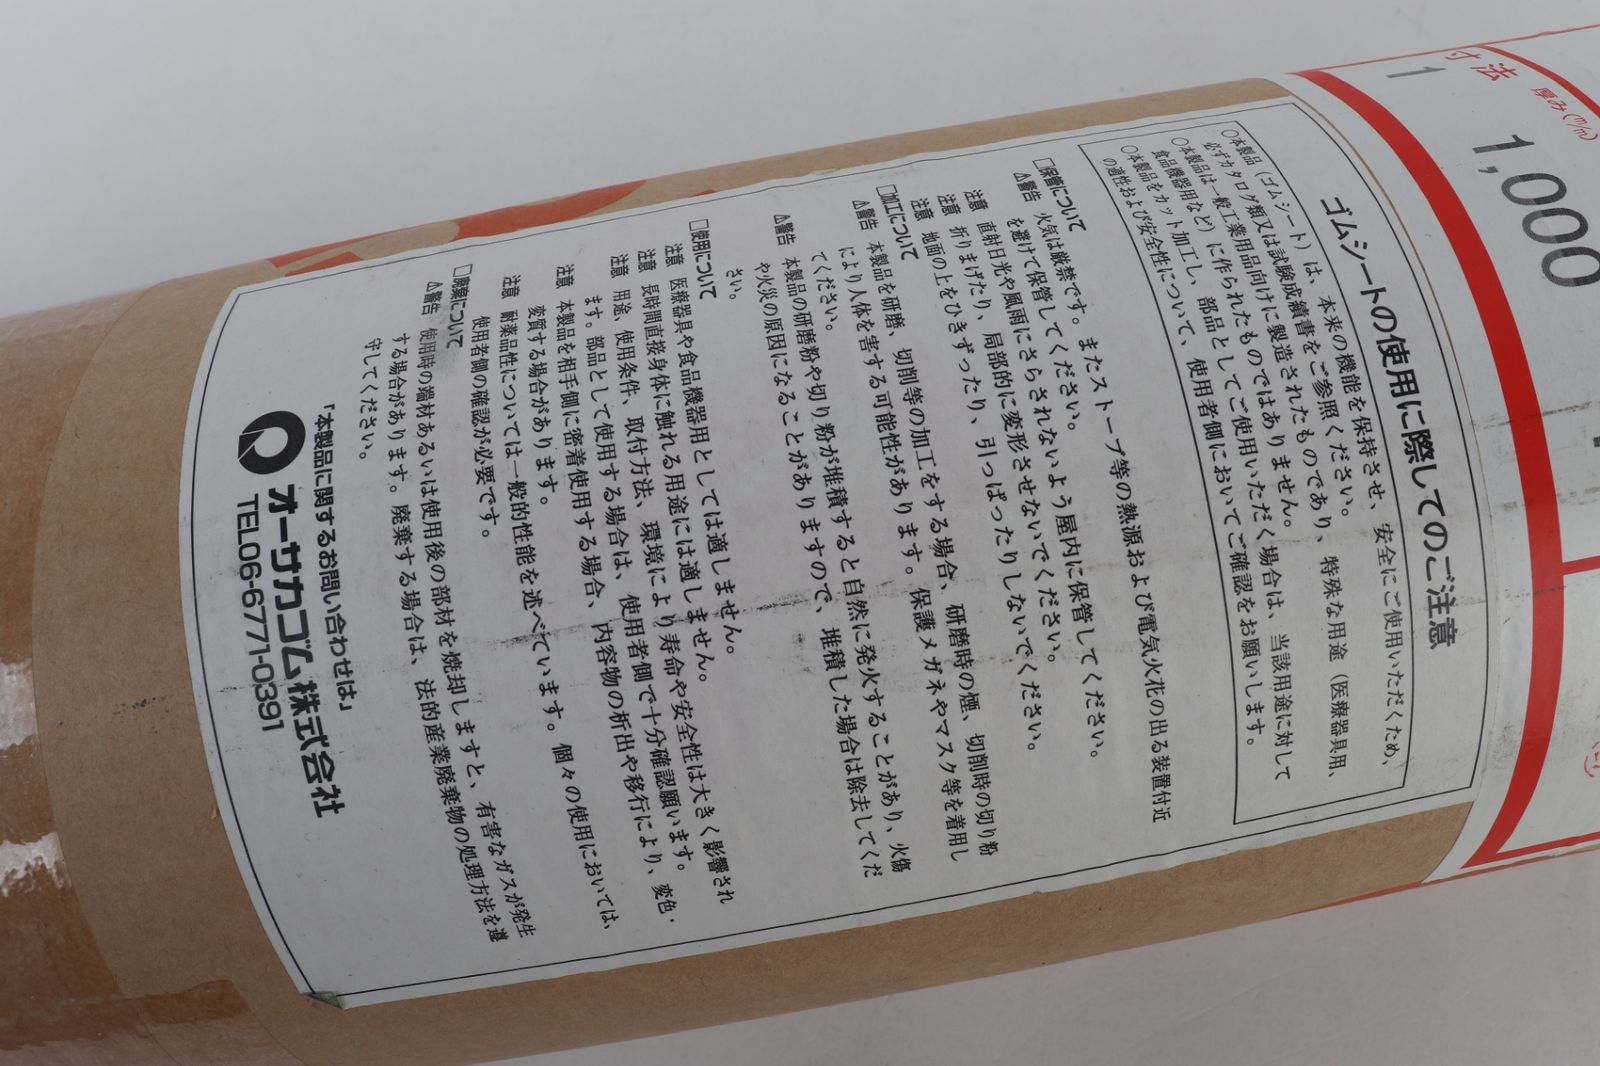 寸法
厚み(m/m)
1
1,000
ゴムシートの使用に際してのご注意
○本製品（ゴムシート）は、本来の機能を保持させ、安全にご使用いただくため、
必ずカタログ類又は試験成績書をご参照ください。
○本製品は一般工業用品向けに製造されたものであり、特殊な用途（医療器具用、
食品機器用など）に作られたものではありません。
○本製品をカット加工し、部品としてご使用いただく場合は、当該用途に対して
の適性および安全性について、使用者側においてご確認をお願いします。
□保管について
⚠警告 火気は厳禁です。またストーブ等の熱源および電気火花の出る装置付近
を避けて保管してください。
注意 直射日光や風雨にさらされないよう屋内に保管してください。
注意 折りまげたり、局部的に変形させないでください。
注意 地面の上をひきずったり、引っぱったりしないでください。
□加工について
⚠警告 本製品を研磨、切削等の加工をする場合、研磨時の煙、切削時の切り粉
により人体を害する可能性があります。保護メガネやマスク等を着用し
てください。
⚠警告 本製品の研磨粉や切り粉が堆積すると自然に発火することがあり、火傷
や火災の原因になることがありますので、堆積した場合は除去してくだ
さい。
□使用について
注意 医療器具や食品機器用としては適しません。
注意 長時間直接身体に触れる用途には適しません。
注意 用途、使用条件、取付方法、環境により寿命や安全性は大きく影響され
ます。部品として使用する場合は、使用者側で十分確認願います。
注意 本製品を相手側に密着使用する場合、内容物の析出や移行により、変色・
変質する場合があります。
注意 耐薬品性については一般的性能を述べています。個々の使用においては、
使用者側の確認が必要です。
□廃棄について
⚠警告 使用時の端材あるいは使用後の部材を焼却しますと、有害なガスが発生
する場合があります。廃棄する場合は、法的産業廃棄物の処理方法を遵
守してください。
「本製品に関するお問い合わせは」
オーサカゴム株式会社
TEL06-6771-0391